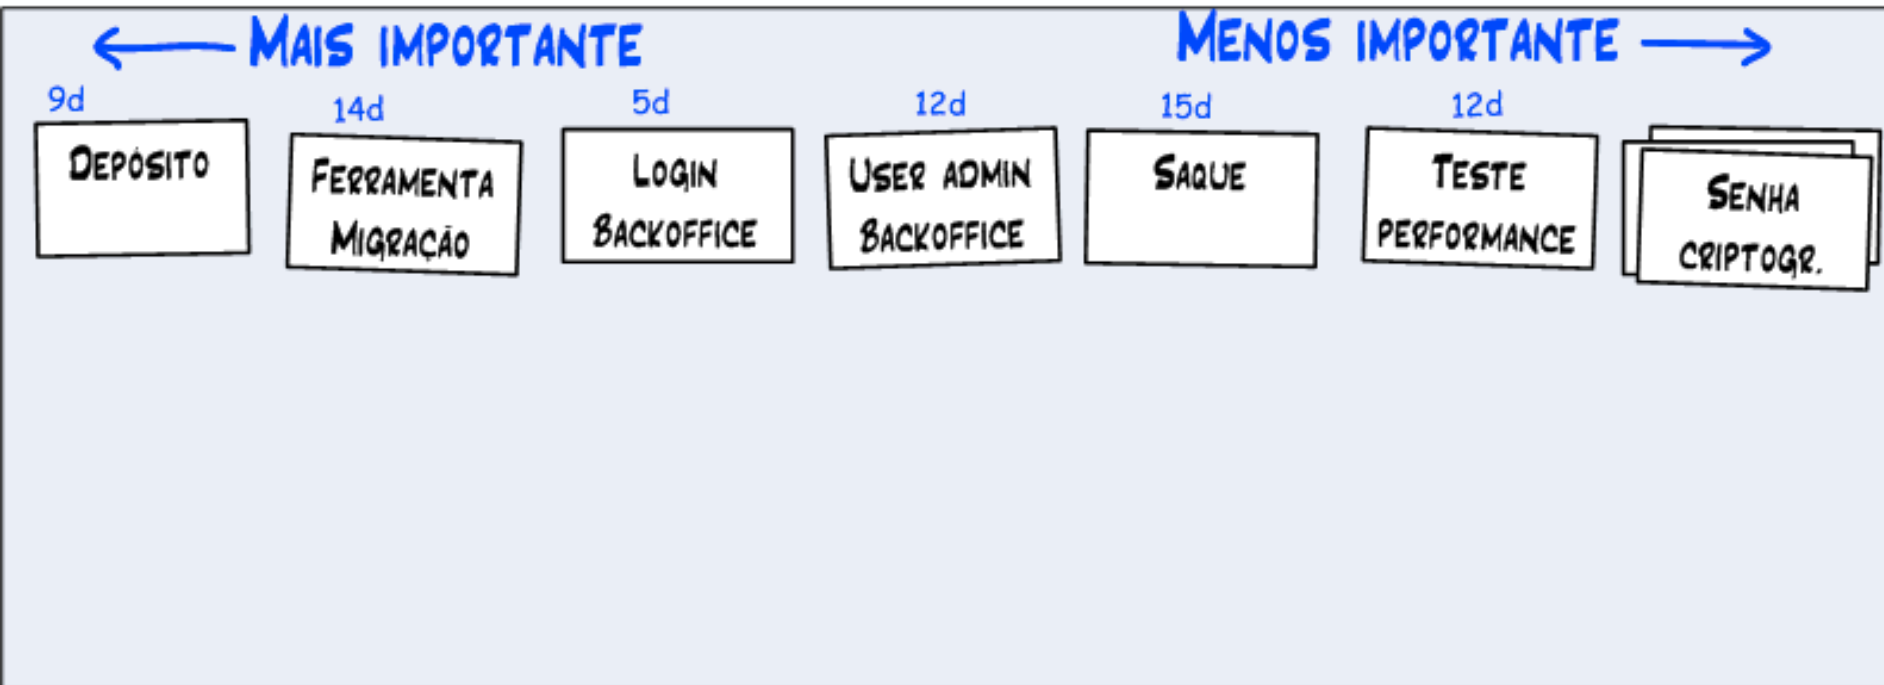 ← MAIS IMPORTANTE
MENOS IMPORTANTE →
9d
14d
5d
12d
15d
12d
DEPÓSITO
FERRAMENTA
MIGRAÇÃO
LOGIN
BACKOFFICE
USER ADMIN
BACKOFFICE
SAQUE
TESTE
PERFORMANCE
SENHA
CRIPTOGR.